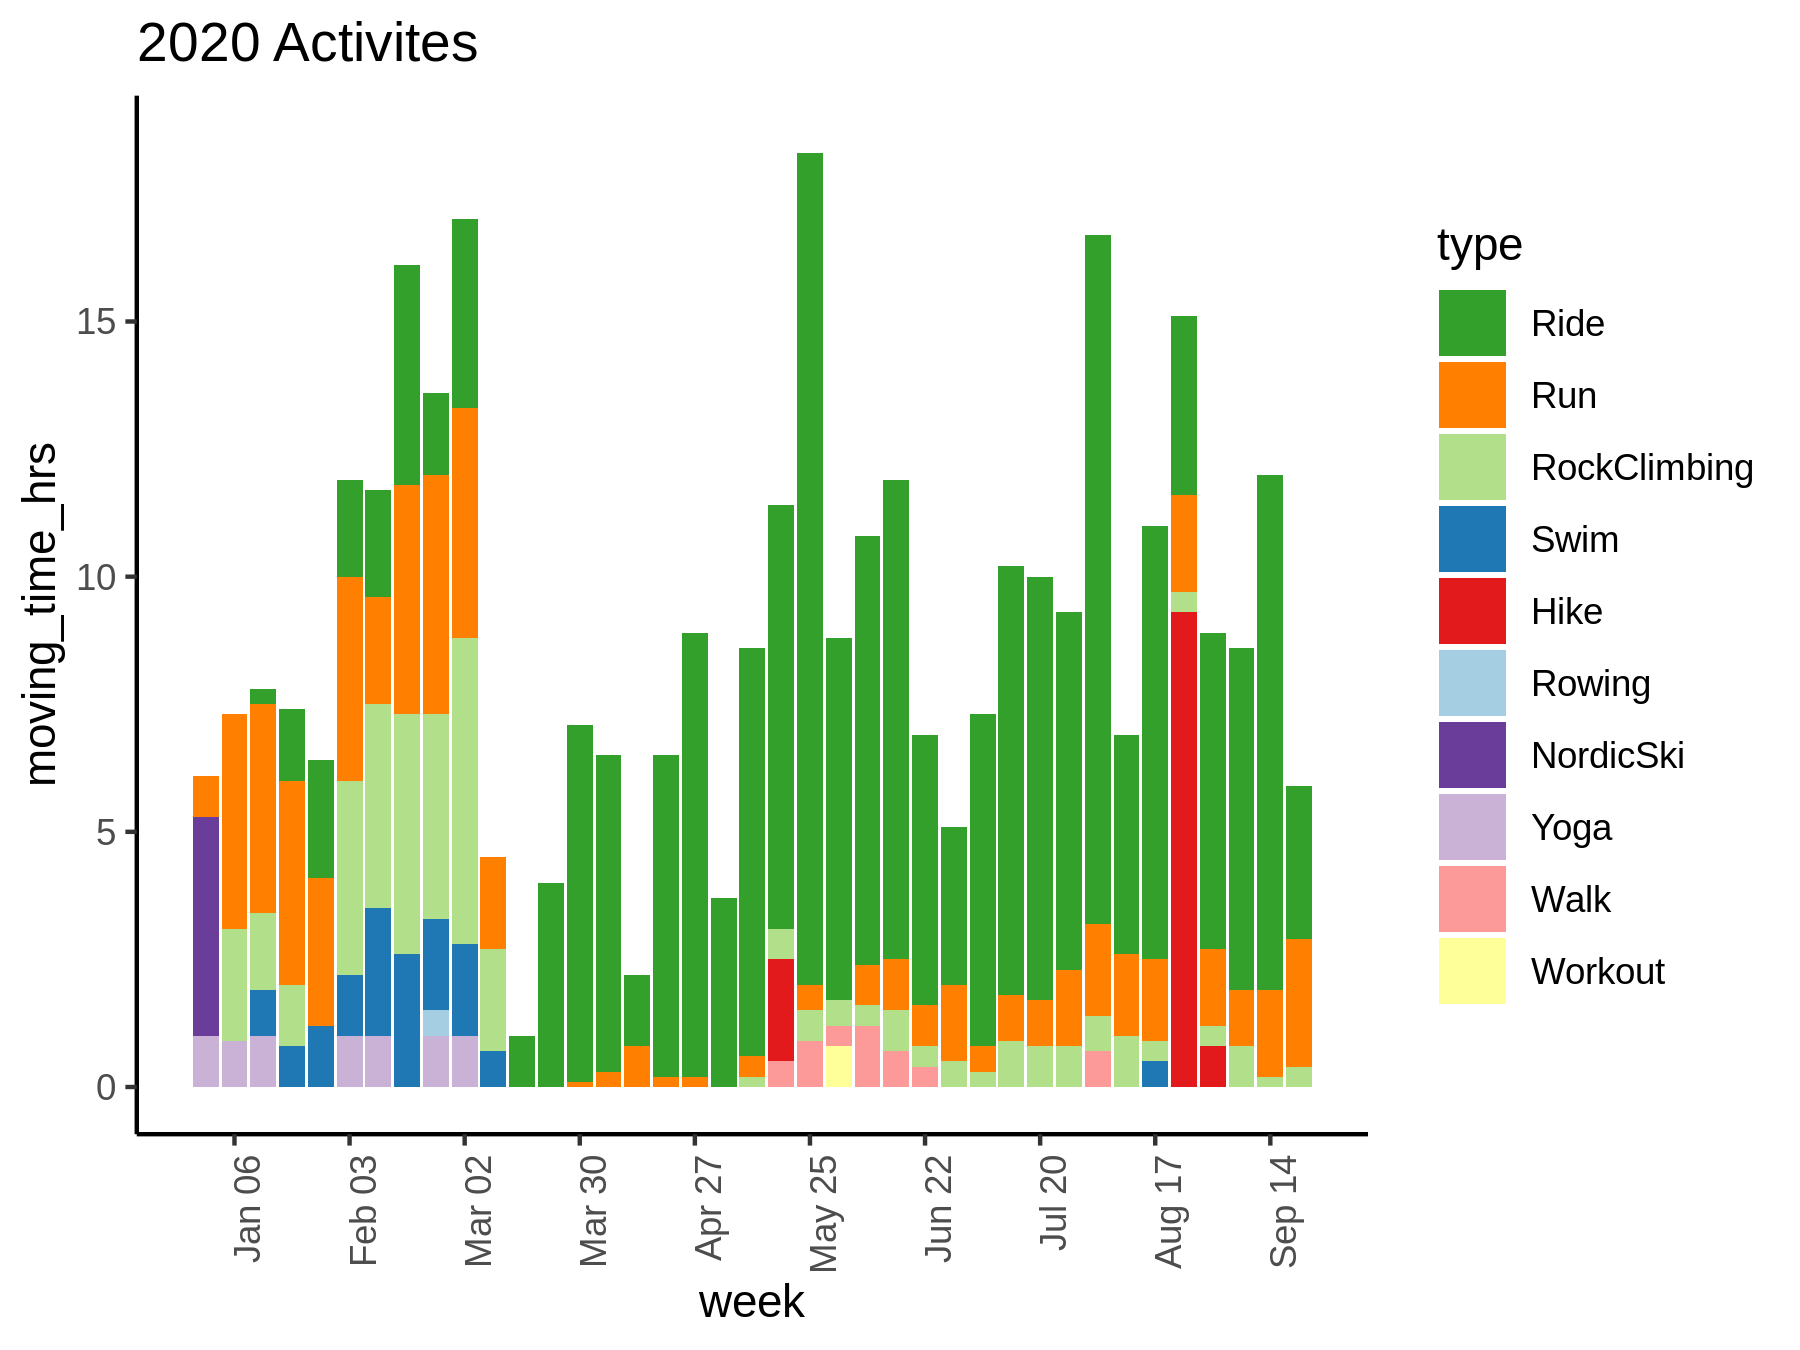 2020 Activites
moving_time_hrs
15
10
5
0
Jan 06
Feb 03
Mar 02
Mar 30
Apr 27
May 25
Jun 22
Jul 20
Aug 17
Sep 14
week
type
Ride
Run
RockClimbing
Swim
Hike
Rowing
NordicSki
Yoga
Walk
Workout